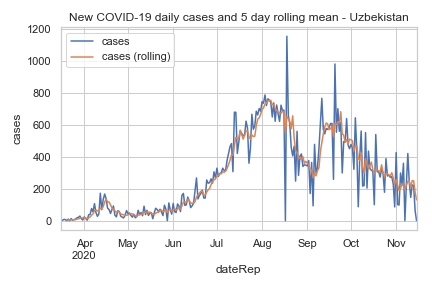 New COVID-19 daily cases and 5 day rolling mean - Uzbekistan
cases
cases (rolling)
1200
1000
800
600
400
200
0
cases
Apr
2020
May
Jun
Jul
Aug
Sep
Oct
Nov
dateRep